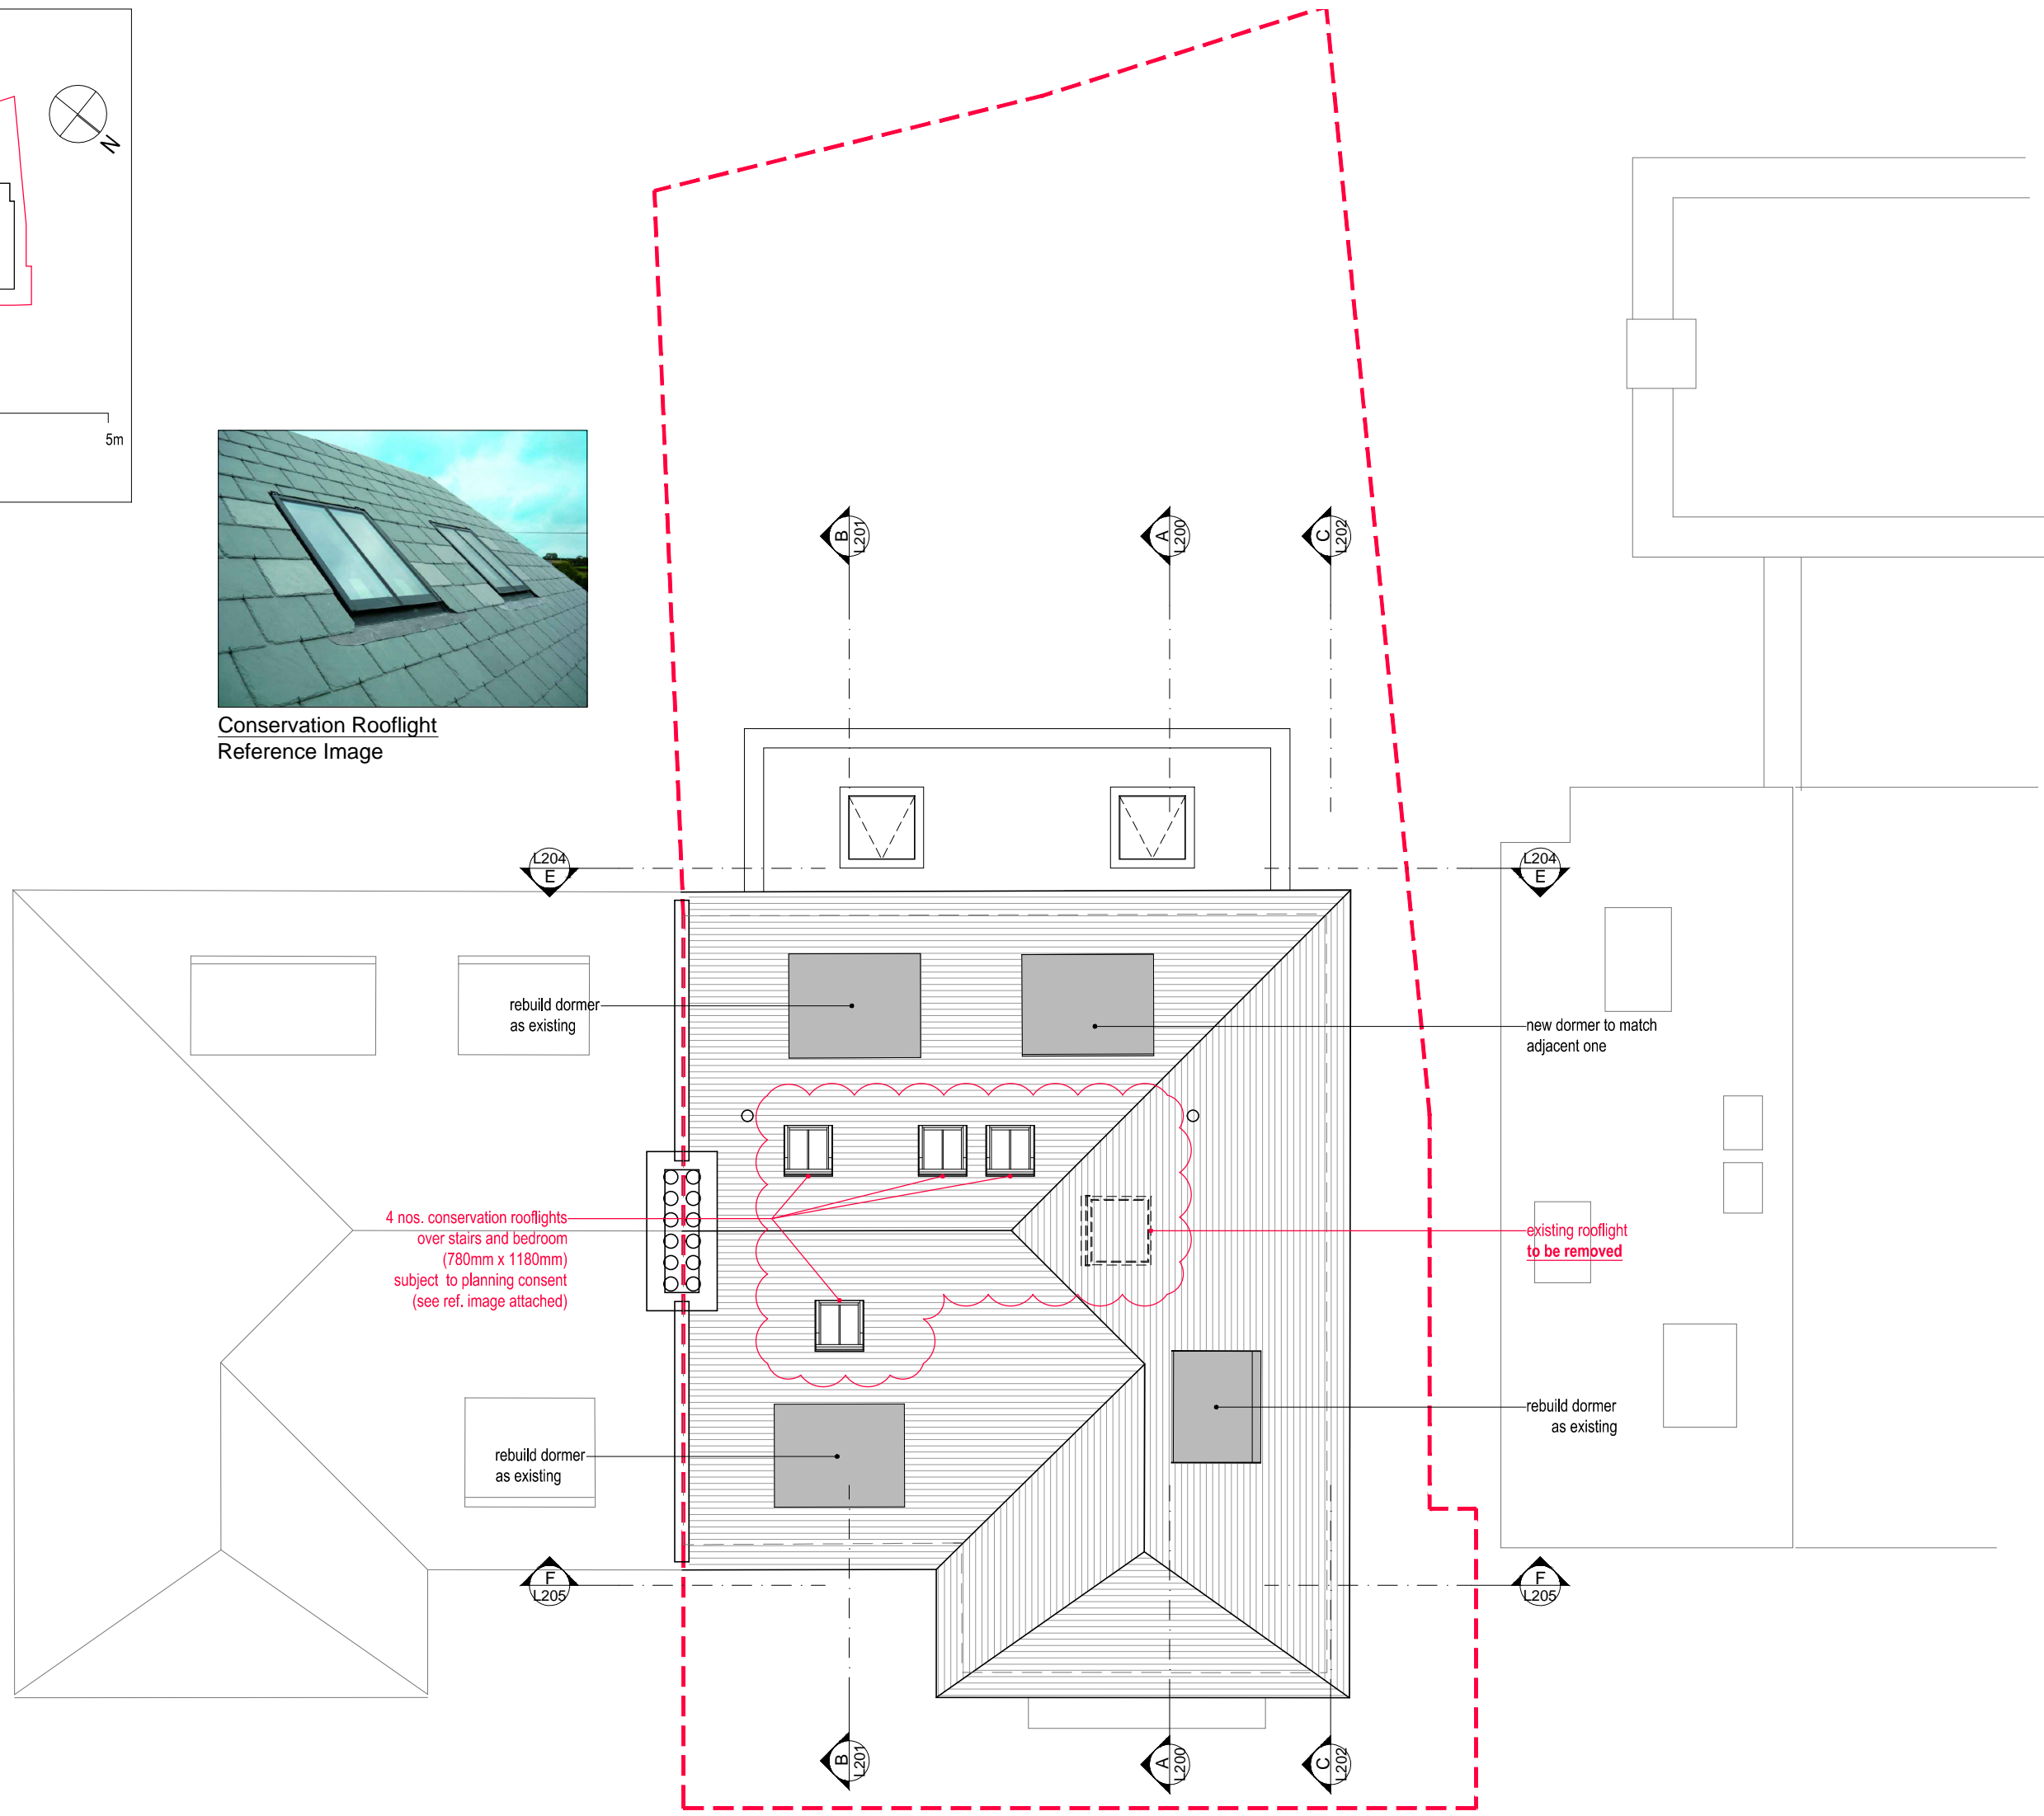 N
5m
Conservation Rooflight
Reference Image
B
L201
A
L200
C
L202
L204
E
L204
E
rebuild dormer
as existing
new dormer to match
adjacent one
4 nos. conservation rooflights
over stairs and bedroom
(780mm x 1180mm)
subject to planning consent
(see ref. image attached)
existing rooflight
to be removed
rebuild dormer
as existing
rebuild dormer
as existing
F
L205
F
L205
B
L201
A
L200
C
L202